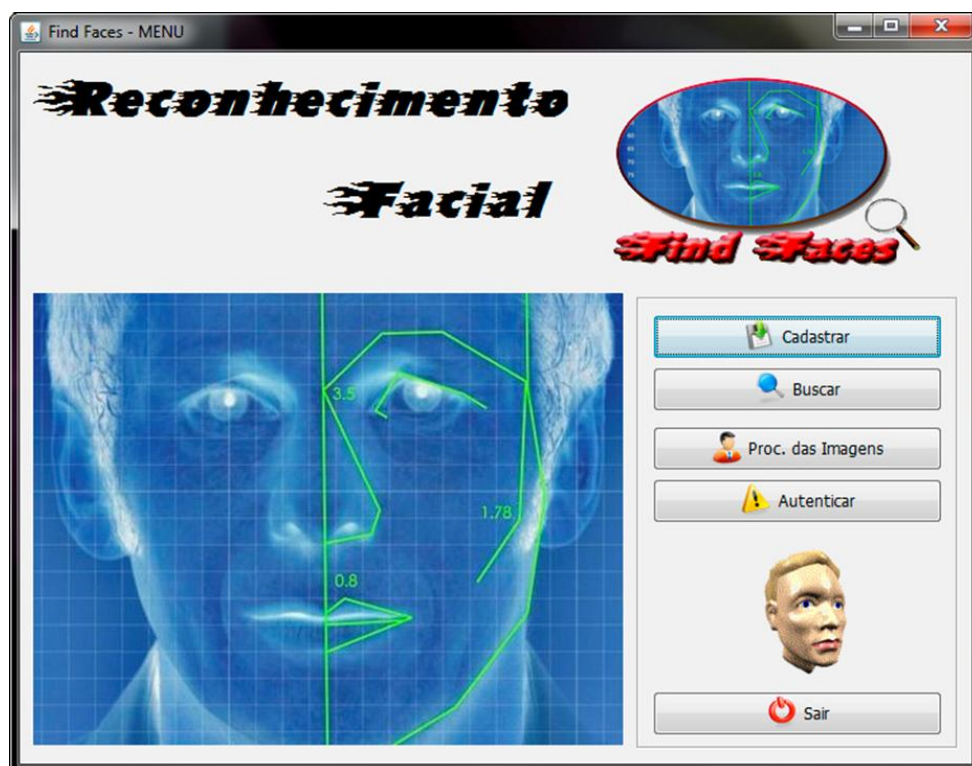 Find Faces - MENU
Reconhecimento
Facial
Find Faces
3.5
1.78
0.8
Cadastrar
Buscar
Proc. das Imagens
Autenticar
Sair